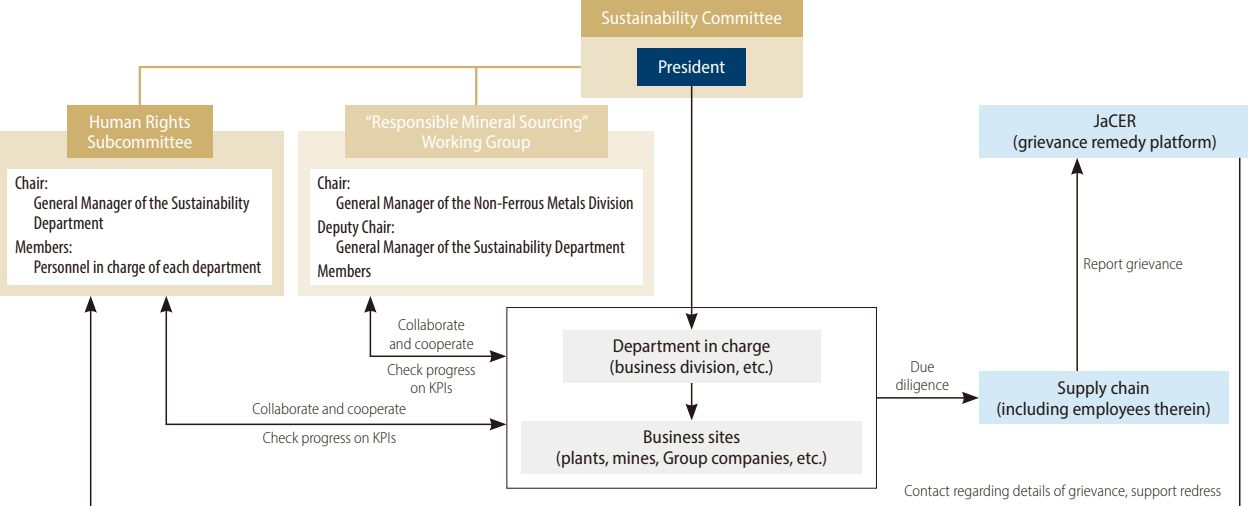 Sustainability Committee
President
Human Rights
Subcommittee
Chair:
General Manager of the Sustainability
Department
Members:
Personnel in charge of each department
“Responsible Mineral Sourcing”
Working Group
Chair:
General Manager of the Non-Ferrous Metals Division
Deputy Chair:
General Manager of the Sustainability Department
Members
JaCER
(grievance remedy platform)
Report grievance
Collaborate
and cooperate
Check progress
on KPIs
Department in charge
(business division, etc.)
Due
diligence
Supply chain
(including employees therein)
Collaborate and cooperate
Check progress on KPIs
Business sites
(plants, mines, Group companies, etc.)
Contact regarding details of grievance, support redress